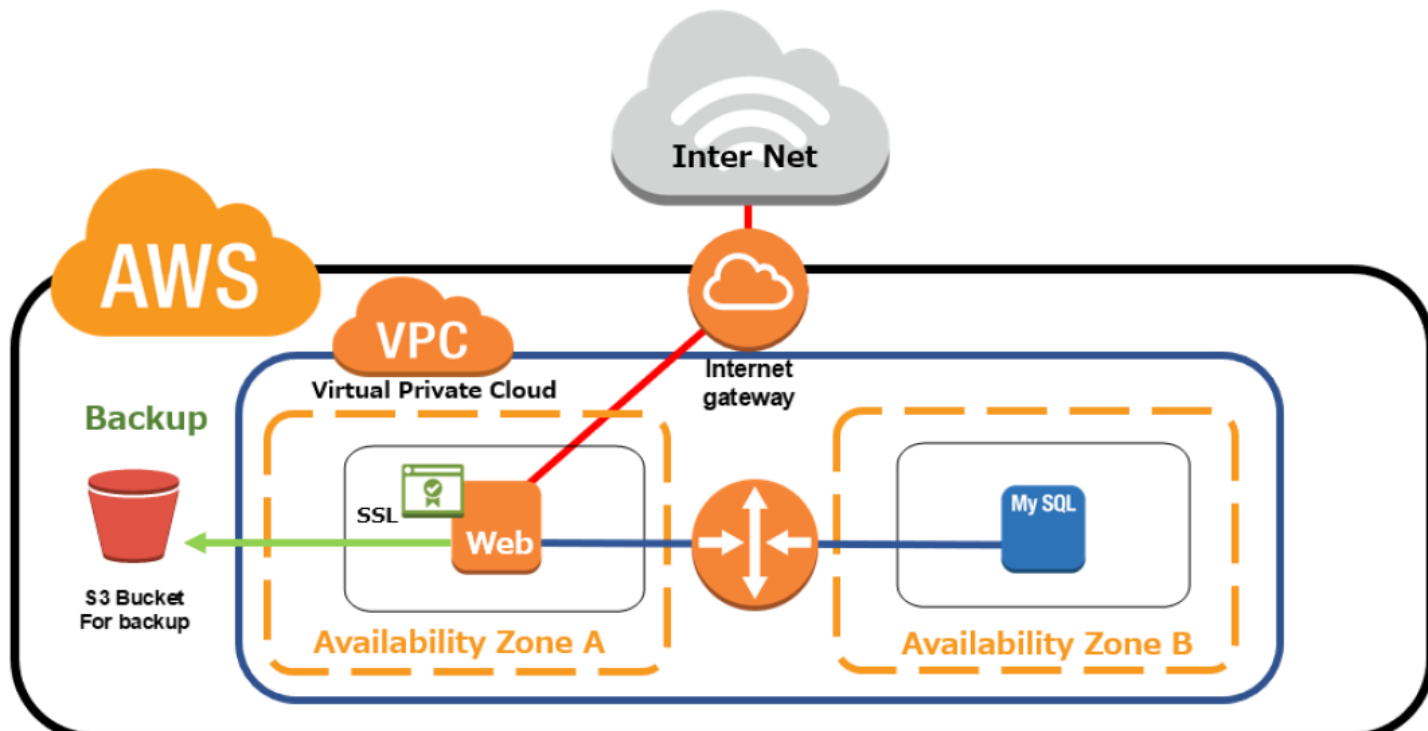 Inter Net
AWS
VPC
Virtual Private Cloud
Internet
gateway
Backup
SSL
Web
My SQL
S3 Bucket
For backup
Availability Zone A
Availability Zone B